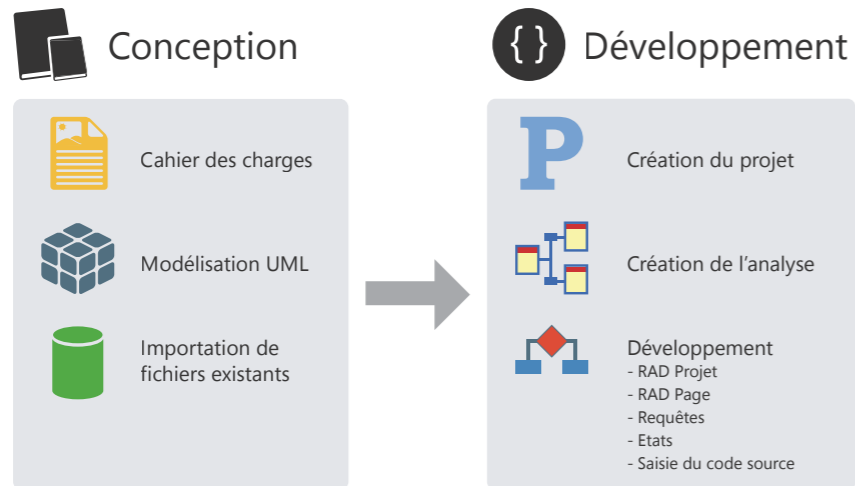 Conception
Cahier des charges
Modélisation UML
Importation de
fichiers existants
{ } Développement
P
Création du projet
Création de l'analyse
Développement
- RAD Projet
- RAD Page
- Requêtes
- Etats
- Saisie du code source